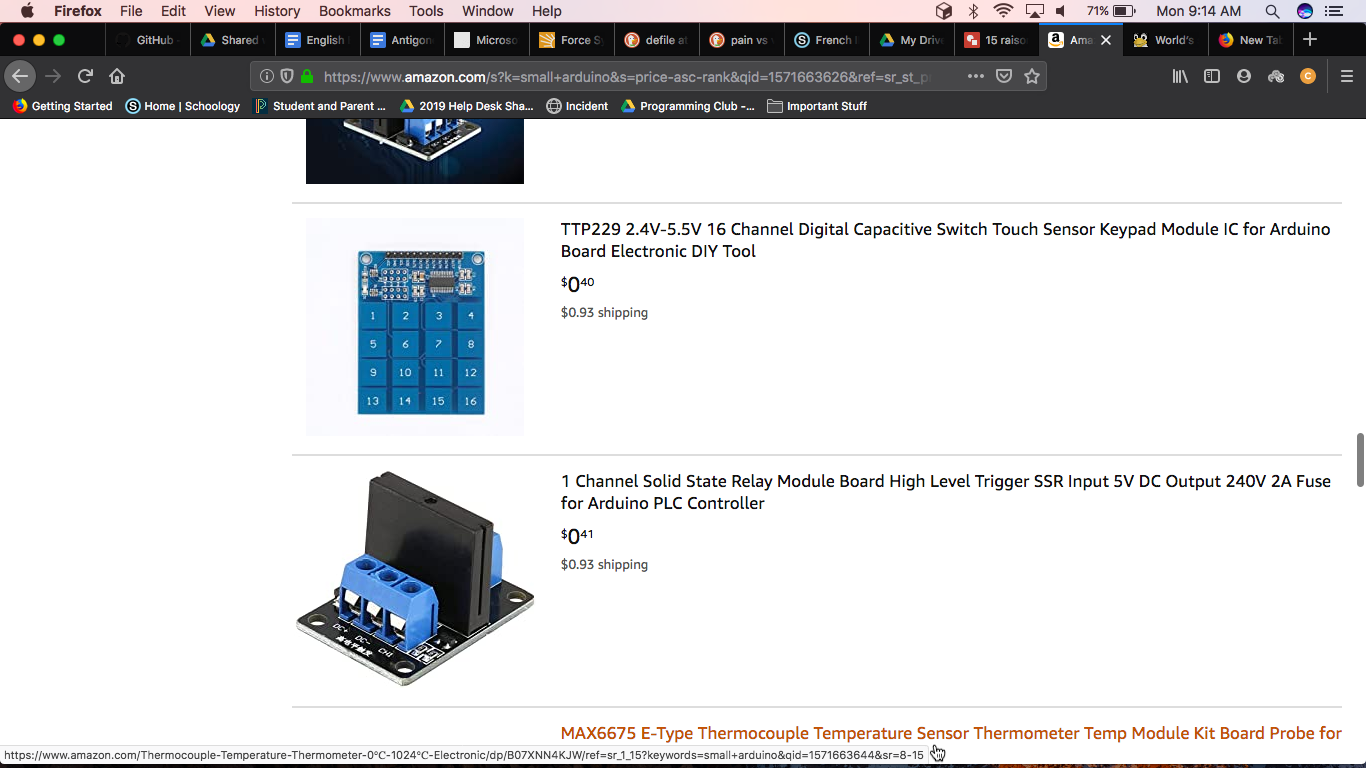 Firefox File Edit View History Bookmarks Tools Window Help 71% Mon 9:14 AM
GitHub Shared English Antigon Microso Force Sy defile at pain vs French I My Drive 15 raiso Ama World's New Ta
https://www.amazon.com/s?k=small+arduino&s=price-asc-rank&qid=1571663626&ref=sr_st_p
Getting Started Home | Schoology Student and Parent ... 2019 Help Desk Sha... Incident Programming Club -... Important Stuff
TTP229 2.4V-5.5V 16 Channel Digital Capacitive Switch Touch Sensor Keypad Module IC for Arduino
Board Electronic DIY Tool
$0.40
$0.93 shipping
1 2 3 4
5 6 7 8
9 10 11 12
13 14 15 16
1 Channel Solid State Relay Module Board High Level Trigger SSR Input 5V DC Output 240V 2A Fuse
for Arduino PLC Controller
$0.41
$0.93 shipping
DC+ DC- CH1
高电平触发
MAX6675 E-Type Thermocouple Temperature Sensor Thermometer Temp Module Kit Board Probe for
https://www.amazon.com/Thermocouple-Temperature-Thermometer-0℃-1024℃-Electronic/dp/B07XNN4KJW/ref=sr_1_15?keywords=small+arduino&qid=1571663644&sr=8-15